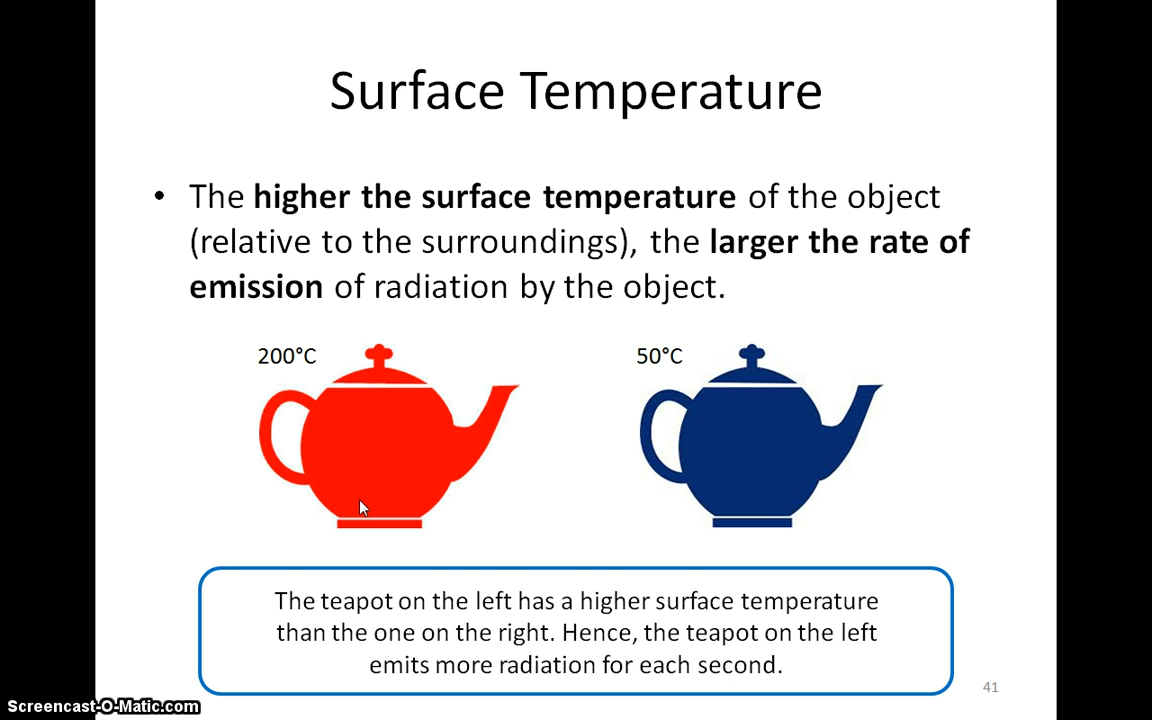 Surface Temperature
• The higher the surface temperature of the object
(relative to the surroundings), the larger the rate of
emission of radiation by the object.
200°C
50°C
The teapot on the left has a higher surface temperature
than the one on the right. Hence, the teapot on the left
emits more radiation for each second.
41
Screencast-O-Matic.com